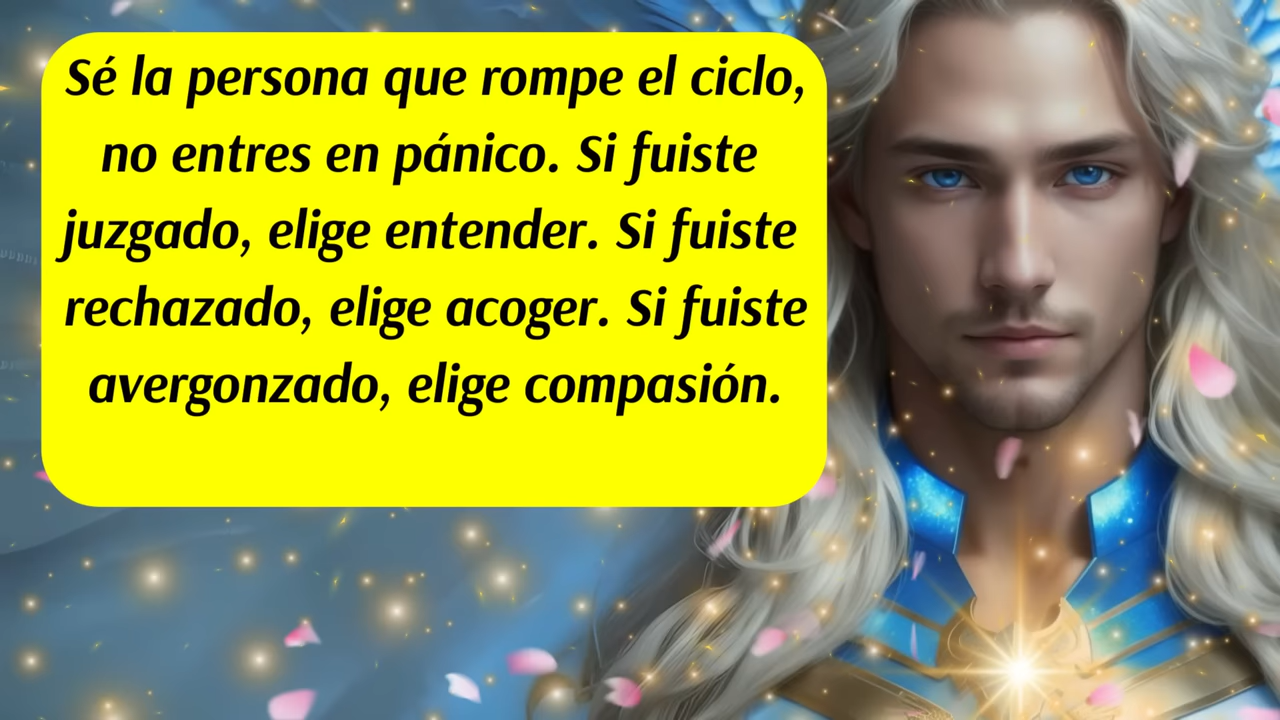 Sé la persona que rompe el ciclo,
no entres en pánico. Si fuiste
juzgado, elige entender. Si fuiste
rechazado, elige acoger. Si fuiste
avergonzado, elige compasión.